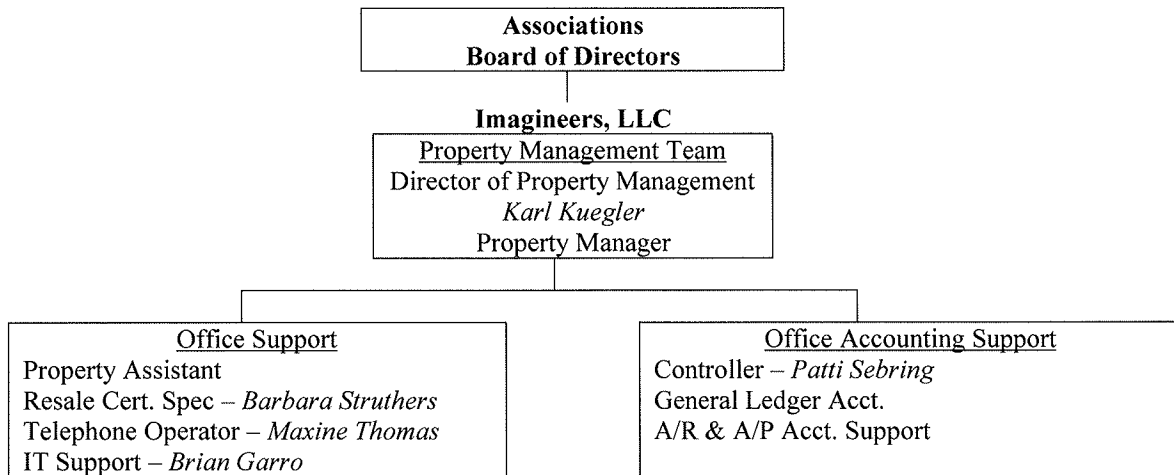 Associations
Board of Directors
Imagineers, LLC
Property Management Team
Director of Property Management
Karl Kuegler
Property Manager
Office Support
Property Assistant
Resale Cert. Spec – Barbara Struthers
Telephone Operator – Maxine Thomas
IT Support – Brian Garro
Office Accounting Support
Controller – Patti Sebring
General Ledger Acct.
A/R & A/P Acct. Support